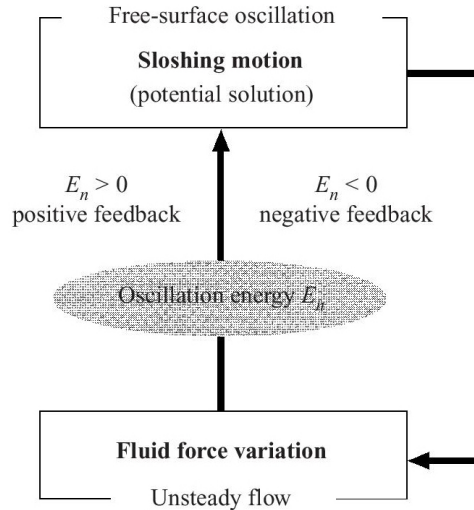 Free-surface oscillation
Sloshing motion
(potential solution)
E_n > 0
positive feedback
E_n < 0
negative feedback
Oscillation energy E_n
Fluid force variation
Unsteady flow